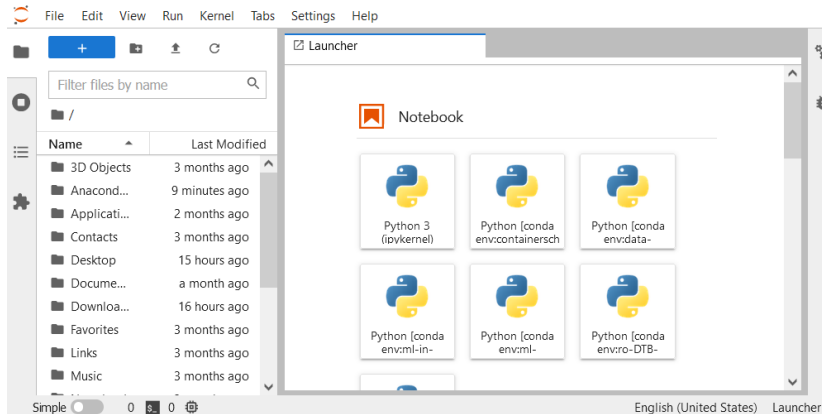 File Edit View Run Kernel Tabs Settings Help
+
Filter files by name
/
Name Last Modified
3D Objects 3 months ago
Anacond... 9 minutes ago
Applicati... 2 months ago
Contacts 3 months ago
Desktop 15 hours ago
Docume... a month ago
Downloa... 16 hours ago
Favorites 3 months ago
Links 3 months ago
Music 3 months ago
Launcher
Notebook
Python 3
(ipykernel)
Python [conda
env:containersch
Python [conda
env:data-
Python [conda
env:ml-in-
Python [conda
env:ml-
Python [conda
env:ro-DTB-
Simple 0 $_ 0 English (United States) Launcher